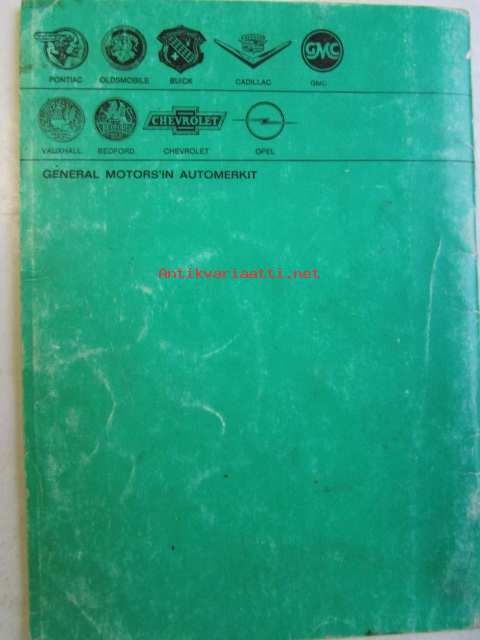 GMC
PONTIAC OLDSMOBILE BUICK CADILLAC GMC
CHEVROLET
VAUXHALL BEDFORD CHEVROLET OPEL
GENERAL MOTORS'IN AUTOMERKIT
Antikvariaatti.net